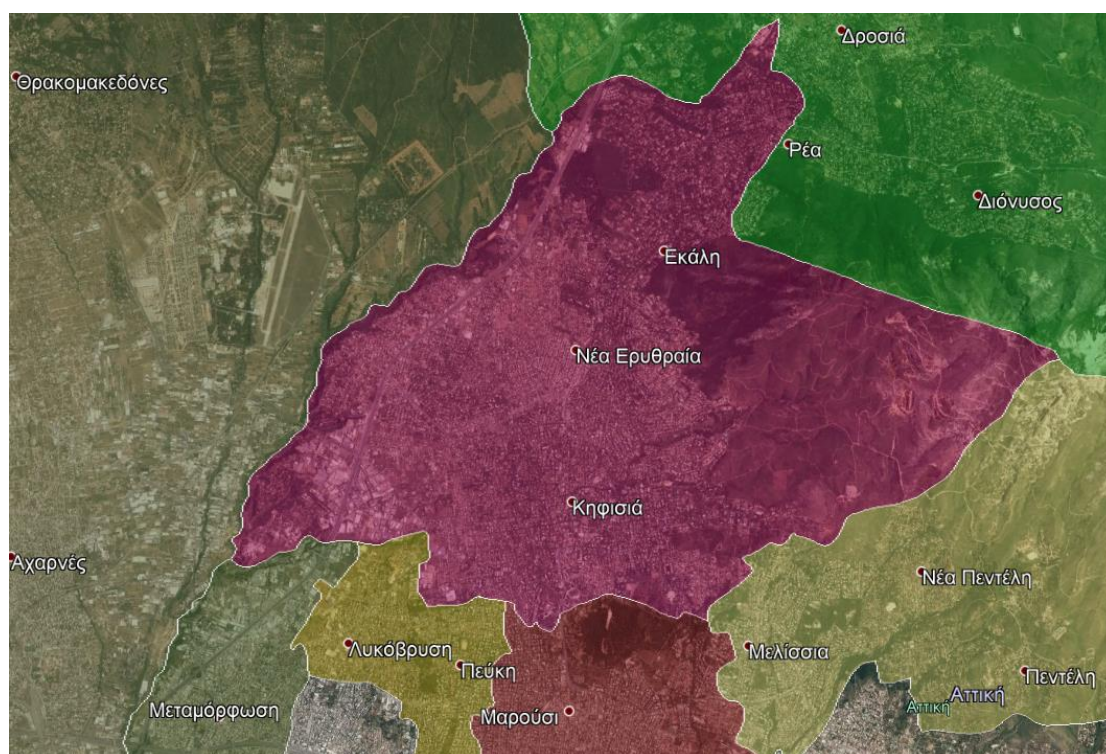 Δροσιά
Θρακομακεδόνες
Ρέα
Διόνυσος
Εκάλη
Νέα Ερυθραία
Κηφισιά
Αχαρνές
Νέα Πεντέλη
Λυκόβρυση
Μελίσσια
Πεύκη
Πεντέλη
Αττική
Αττική
Μεταμόρφωση
Μαρούσι